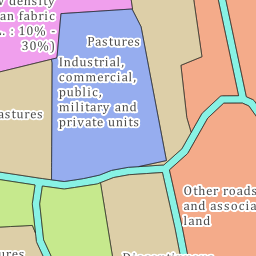 density
an fabric
. : 10% -
30%)
Pastures
Industrial,
commercial,
public,
military and
private units
astures
Other roads
and associa
land
ures
Discontinuous